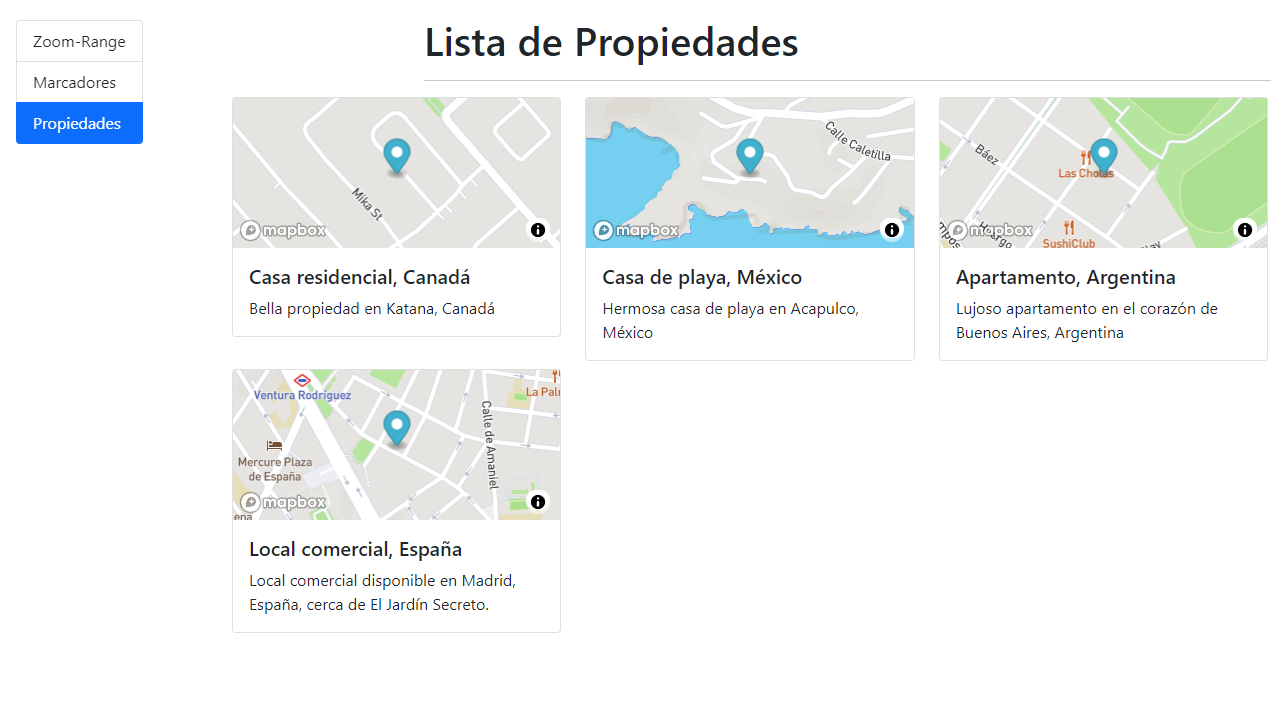 Zoom-Range
Marcadores
Propiedades
Lista de Propiedades
Mika St
mapbox
Casa residencial, Canadá
Bella propiedad en Katana, Canadá
Calle Caletilla
mapbox
Casa de playa, México
Hermosa casa de playa en Acapulco,
México
Báez
Las Cholas
SushiClub
mapbox
Apartamento, Argentina
Lujoso apartamento en el corazón de
Buenos Aires, Argentina
Ventura Rodríguez
La Paln
Calle de Amaniel
Mercure Plaza
de España
mapbox
ena
Local comercial, España
Local comercial disponible en Madrid,
España, cerca de El Jardín Secreto.